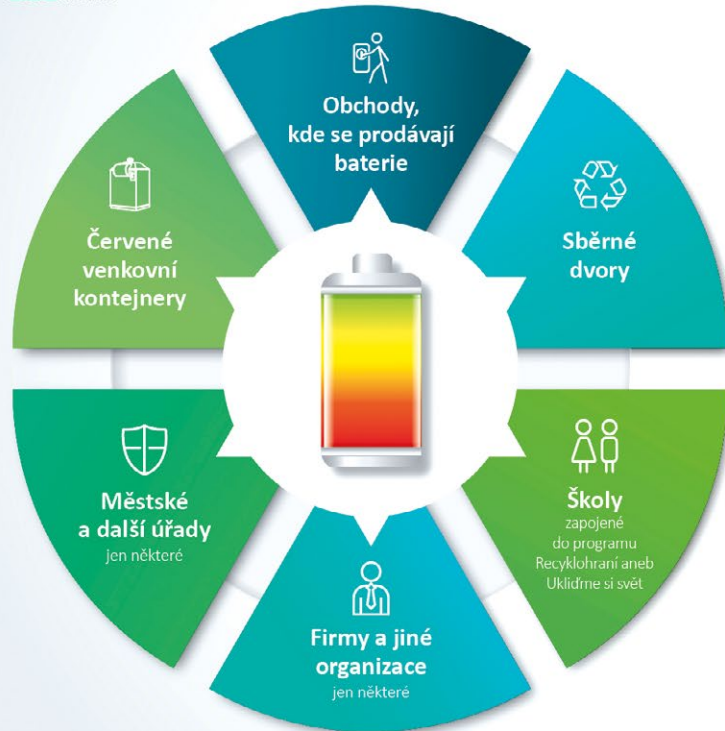 Obchody,
kde se prodávají
baterie
Sběrné
dvory
Školy
zapojené
do programu
Recyklohraní aneb
Ukliďme si svět
Firmy a jiné
organizace
jen některé
Městské
a další úřady
jen některé
Červené
venkovní
kontejnery